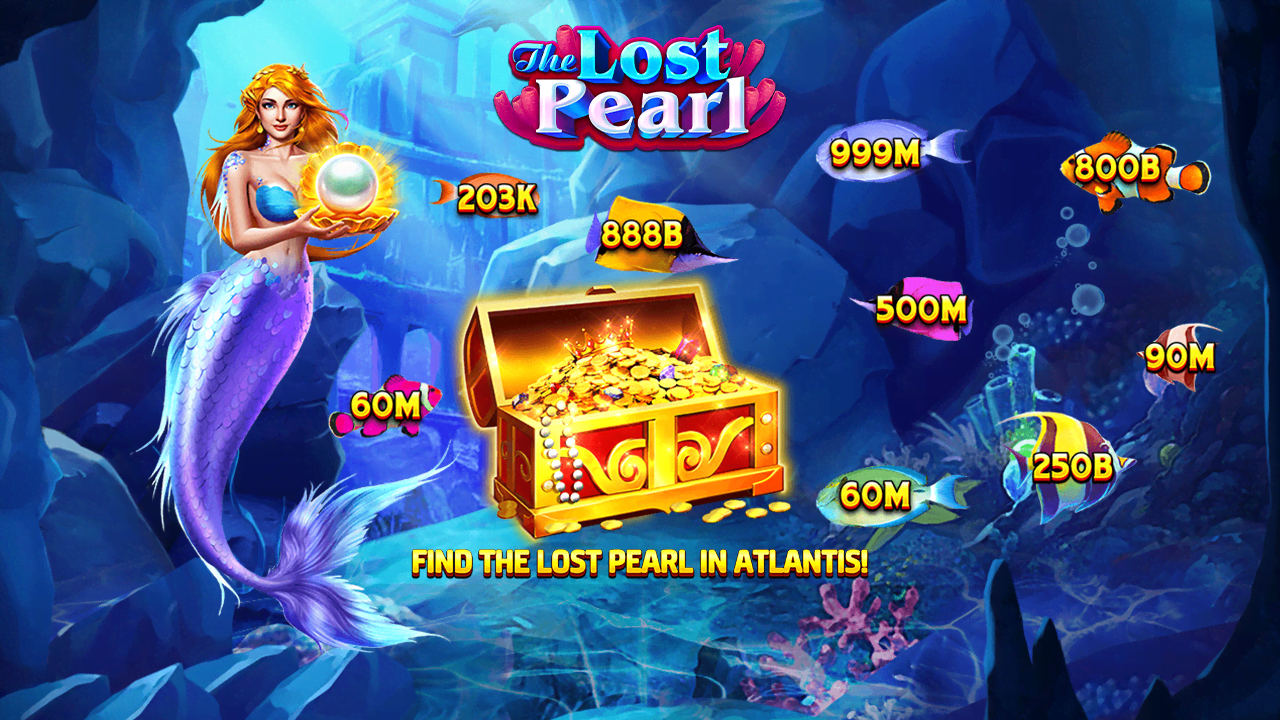 The Lost
Pearl
999M
800B
203K
888B
500M
90M
60M
250B
60M
FIND THE LOST PEARL IN ATLANTIS!